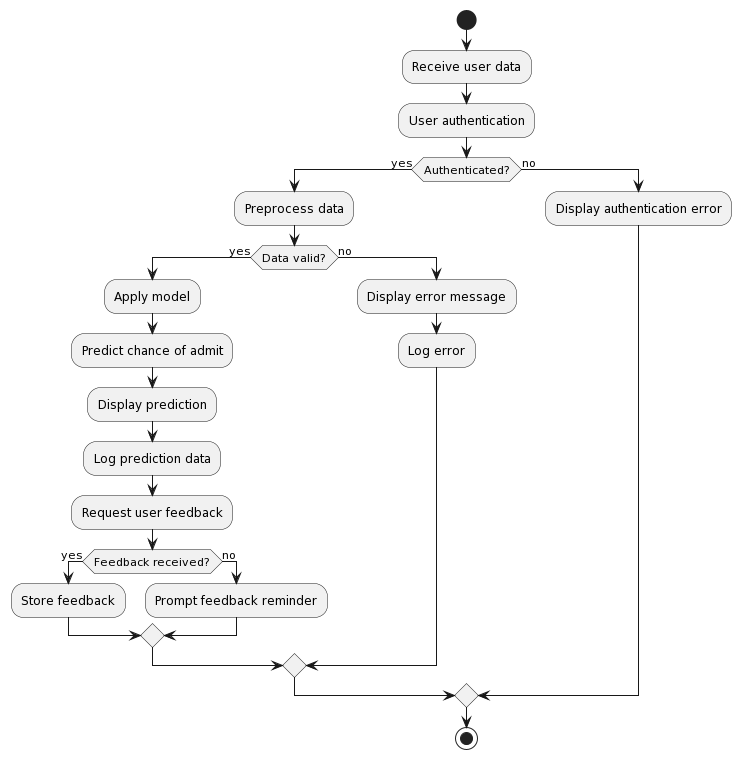 Receive user data
User authentication
yes
Authenticated?
no
Preprocess data
Display authentication error
yes
Data valid?
no
Apply model
Display error message
Predict chance of admit
Log error
Display prediction
Log prediction data
Request user feedback
yes
Feedback received?
no
Store feedback
Prompt feedback reminder